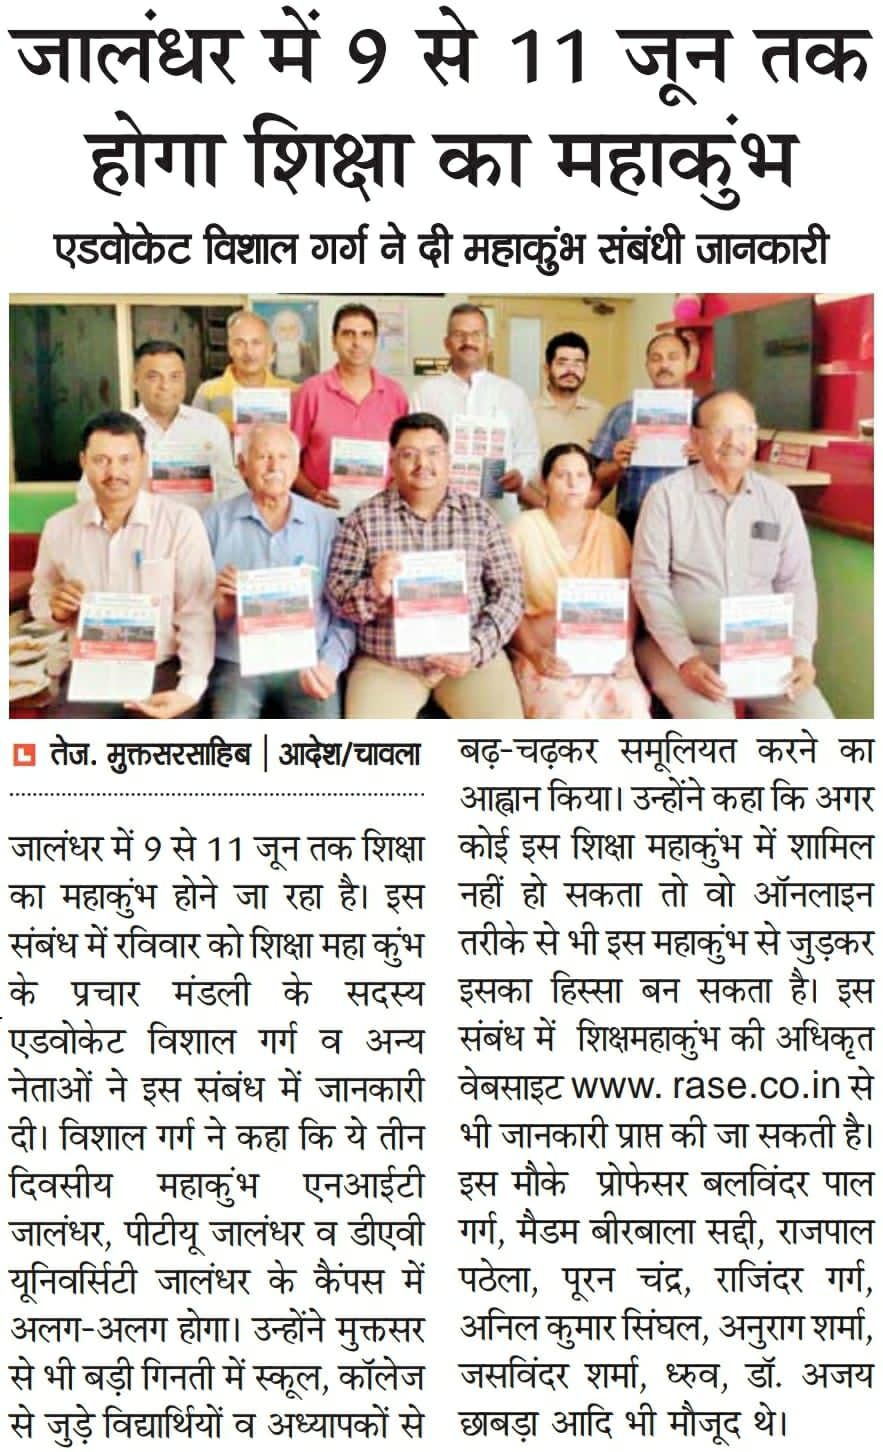 जालंधर में 9 से 11 जून तक
होगा शिक्षा का महाकुंभ
एडवोकेट विशाल गर्ग ने दी महाकुंभ संबंधी जानकारी
तेज. मुक्तसरसाहिब | आदेश/चावला
जालंधर में 9 से 11 जून तक शिक्षा
का महाकुंभ होने जा रहा है। इस
संबंध में रविवार को शिक्षा महा कुंभ
के प्रचार मंडली के सदस्य
एडवोकेट विशाल गर्ग व अन्य
नेताओं ने इस संबंध में जानकारी
दी। विशाल गर्ग ने कहा कि ये तीन
दिवसीय महाकुंभ एनआईटी
जालंधर, पीटीयू जालंधर व डीएवी
यूनिवर्सिटी जालंधर के कैंपस में
अलग-अलग होगा। उन्होंने मुक्तसर
से भी बड़ी गिनती में स्कूल, कॉलेज
से जुड़े विद्यार्थियों व अध्यापकों से
बढ़-चढ़कर समूलियत करने का
आह्वान किया। उन्होंने कहा कि अगर
कोई इस शिक्षा महाकुंभ में शामिल
नहीं हो सकता तो वो ऑनलाइन
तरीके से भी इस महाकुंभ से जुड़कर
इसका हिस्सा बन सकता है। इस
संबंध में शिक्षमहाकुंभ की अधिकृत
वेबसाइट www. rase.co.in से
भी जानकारी प्राप्त की जा सकती है।
इस मौके प्रोफेसर बलविंदर पाल
गर्ग, मैडम बीरबाला सद्दी, राजपाल
पठेला, पूरन चंद्र, राजिंदर गर्ग,
अनिल कुमार सिंघल, अनुराग शर्मा,
जसविंदर शर्मा, ध्रुव, डॉ. अजय
छाबड़ा आदि भी मौजूद थे।